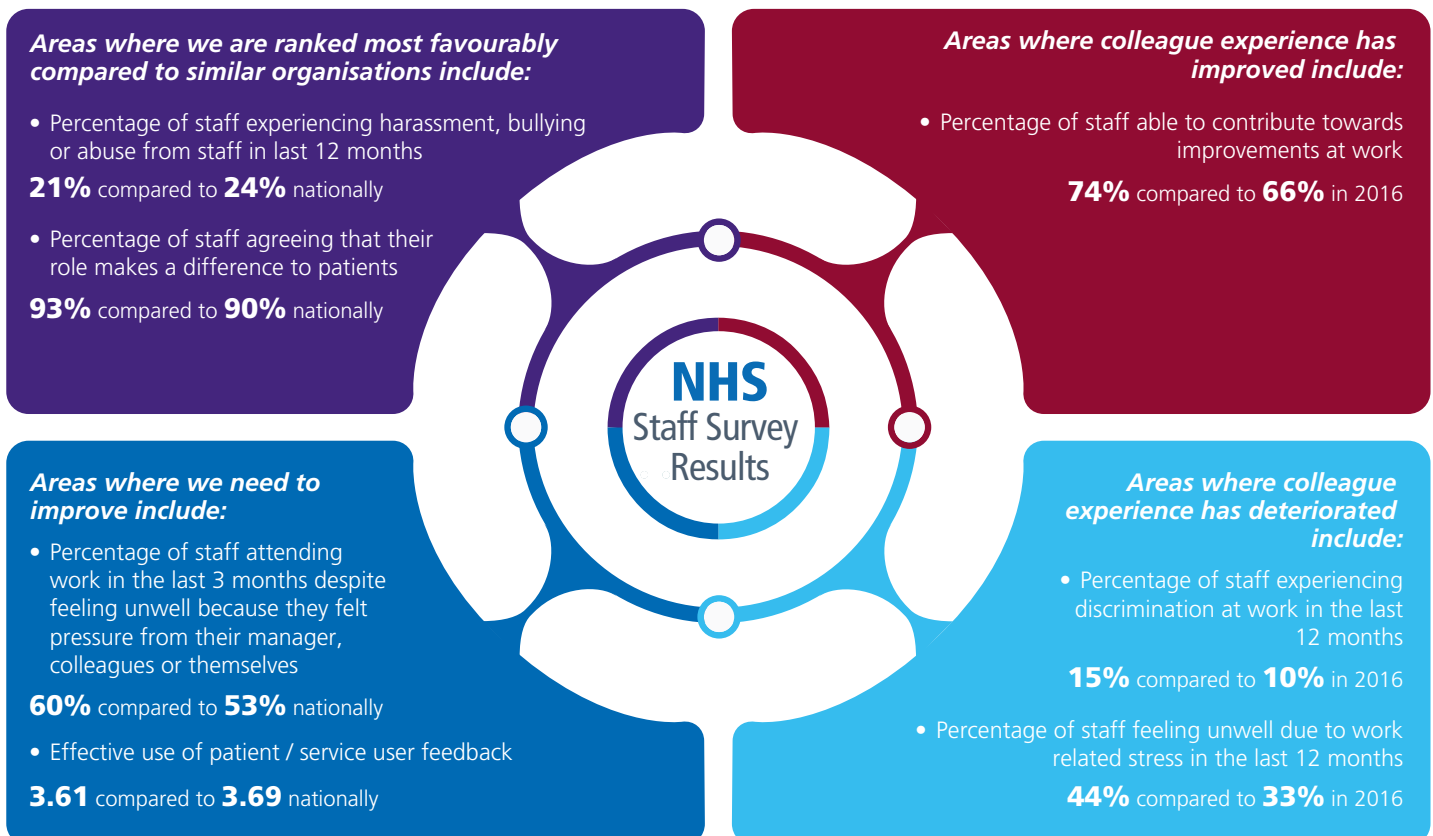 Areas where we are ranked most favourably
compared to similar organisations include:
• Percentage of staff experiencing harassment, bullying
or abuse from staff in last 12 months
21% compared to 24% nationally
• Percentage of staff agreeing that their
role makes a difference to patients
93% compared to 90% nationally
Areas where colleague experience has
improved include:
• Percentage of staff able to contribute towards
improvements at work
74% compared to 66% in 2016
NHS
Staff Survey
Results
Areas where we need to
improve include:
• Percentage of staff attending
work in the last 3 months despite
feeling unwell because they felt
pressure from their manager,
colleagues or themselves
60% compared to 53% nationally
• Effective use of patient / service user feedback
3.61 compared to 3.69 nationally
Areas where colleague
experience has deteriorated
include:
• Percentage of staff experiencing
discrimination at work in the last
12 months
15% compared to 10% in 2016
• Percentage of staff feeling unwell due to work
related stress in the last 12 months
44% compared to 33% in 2016